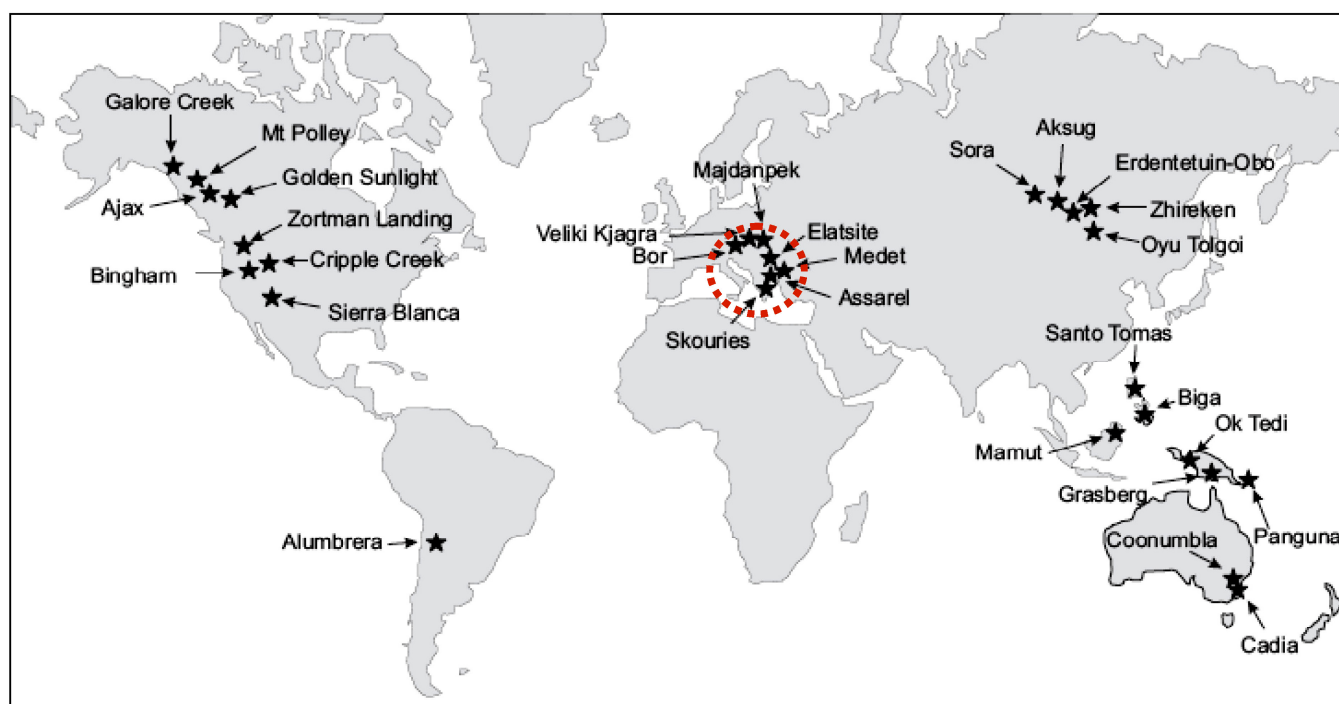 Galore Creek
Mt Polley
Golden Sunlight
Ajax
Zortman Landing
Cripple Creek
Bingham
Sierra Blanca
Alumbrera
Majdanpek
Veliki Kjagra
Bor
Elatsite
Medet
Assarel
Skouries
Sora
Aksug
Erdentetuin-Obo
Zhireken
Oyu Tolgoi
Santo Tomas
Biga
Mamut
Ok Tedi
Grasberg
Panguna
Coonumbla
Cadia